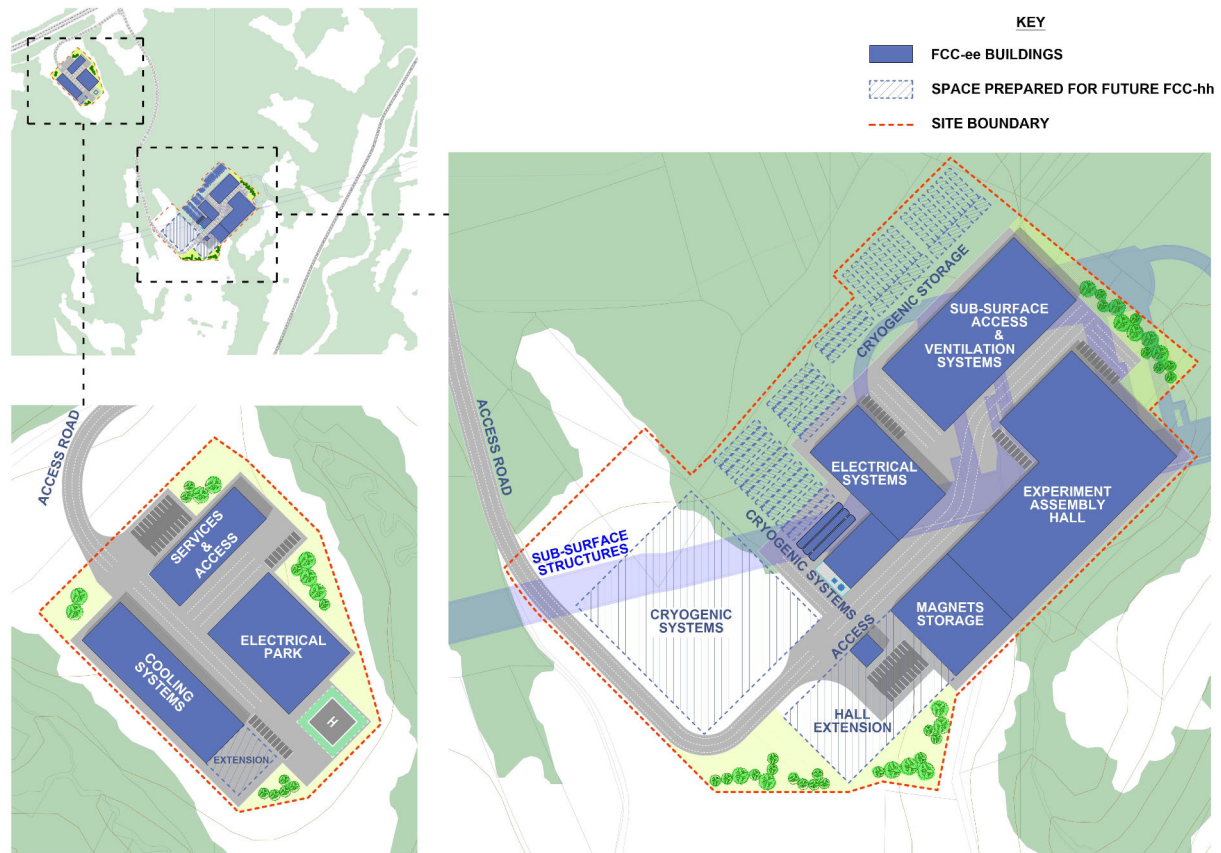 KEY
FCC-ee BUILDINGS
SPACE PREPARED FOR FUTURE FCC-hh
SITE BOUNDARY
ACCESS ROAD
SERVICES
&
ACCESS
ELECTRICAL
PARK
COOLING
SYSTEMS
H
EXTENSION
CRYOGENIC STORAGE
SUB-SURFACE
ACCESS
&
VENTILATION
SYSTEMS
ACCESS ROAD
ELECTRICAL
SYSTEMS
EXPERIMENT
ASSEMBLY
HALL
SUB-SURFACE
STRUCTURES
CRYOGENIC SYSTEMS
CRYOGENIC
SYSTEMS
MAGNETS
STORAGE
ACCESS
HALL
EXTENSION